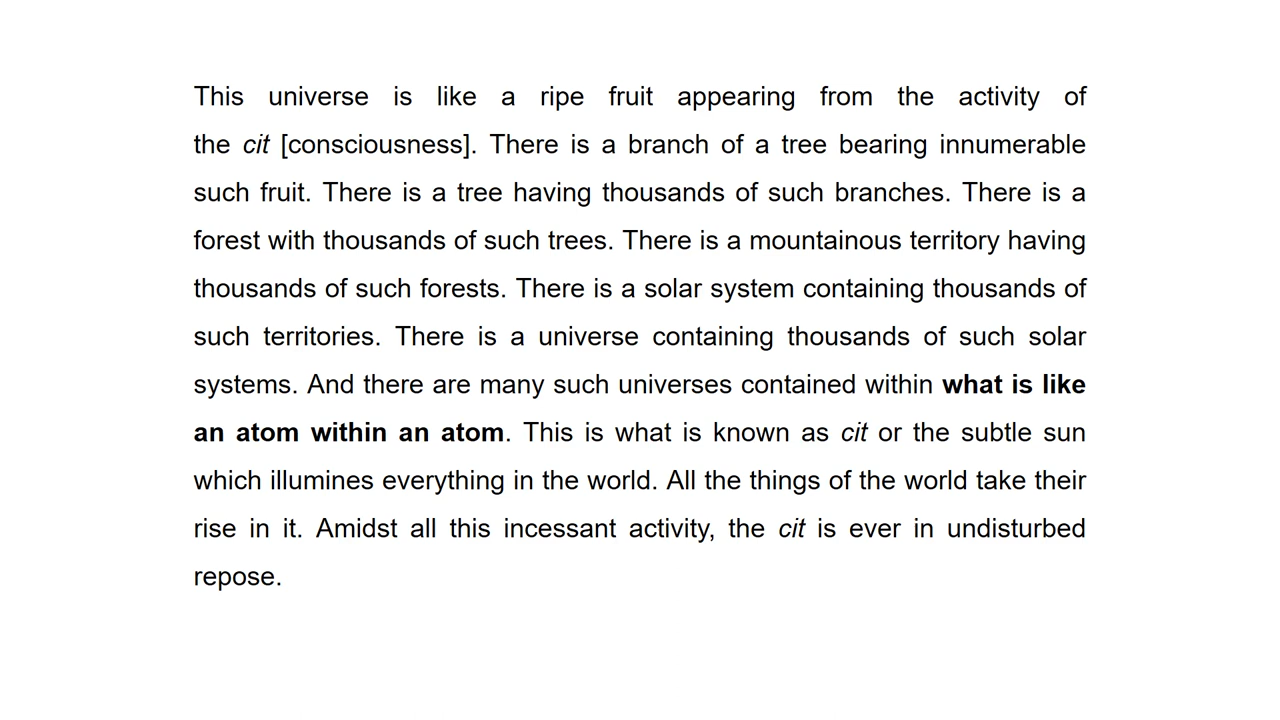 This universe is like a ripe fruit appearing from the activity of
the cit [consciousness]. There is a branch of a tree bearing innumerable
such fruit. There is a tree having thousands of such branches. There is a
forest with thousands of such trees. There is a mountainous territory having
thousands of such forests. There is a solar system containing thousands of
such territories. There is a universe containing thousands of such solar
systems. And there are many such universes contained within what is like
an atom within an atom. This is what is known as cit or the subtle sun
which illumines everything in the world. All the things of the world take their
rise in it. Amidst all this incessant activity, the cit is ever in undisturbed
repose.